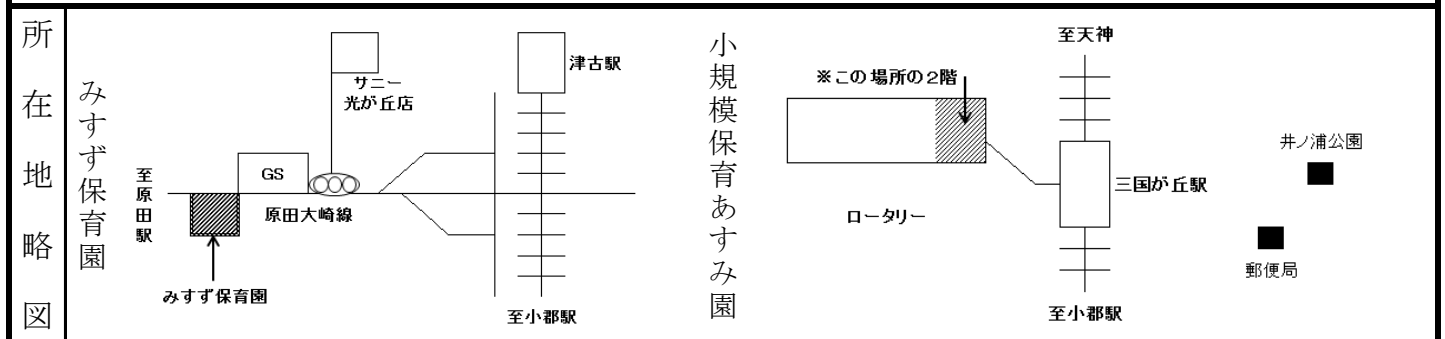 所在地略図
みすず保育園
サニー
光が丘店
津古駅
GS
至原田駅
原田大崎線
みすず保育園
至小郡駅
小規模保育あすみ園
至天神
※この場所の2階
井ノ浦公園
三国が丘駅
ロータリー
郵便局
至小郡駅